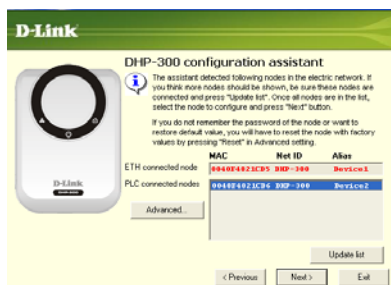 D-Link
DHP-300 configuration assistant
The assistant detected following nodes in the electric network. If
you think more nodes should be shown, be sure these nodes are
connected and press "Update list". Once all nodes are in the list,
select the node to configure and press "Next" button.
If you do not remember the password of the node or want to
restore default value, you will have to reset the node with factory
values by pressing "Reset" in Advanced setting.
MAC Net ID Alias
ETH connected node 0040F4021CD5 DHP-300 Device1
PLC connected nodes 0040F4021CD6 DHP-300 Device2
D-Link
Advanced...
Update list
< Previous Next > Exit